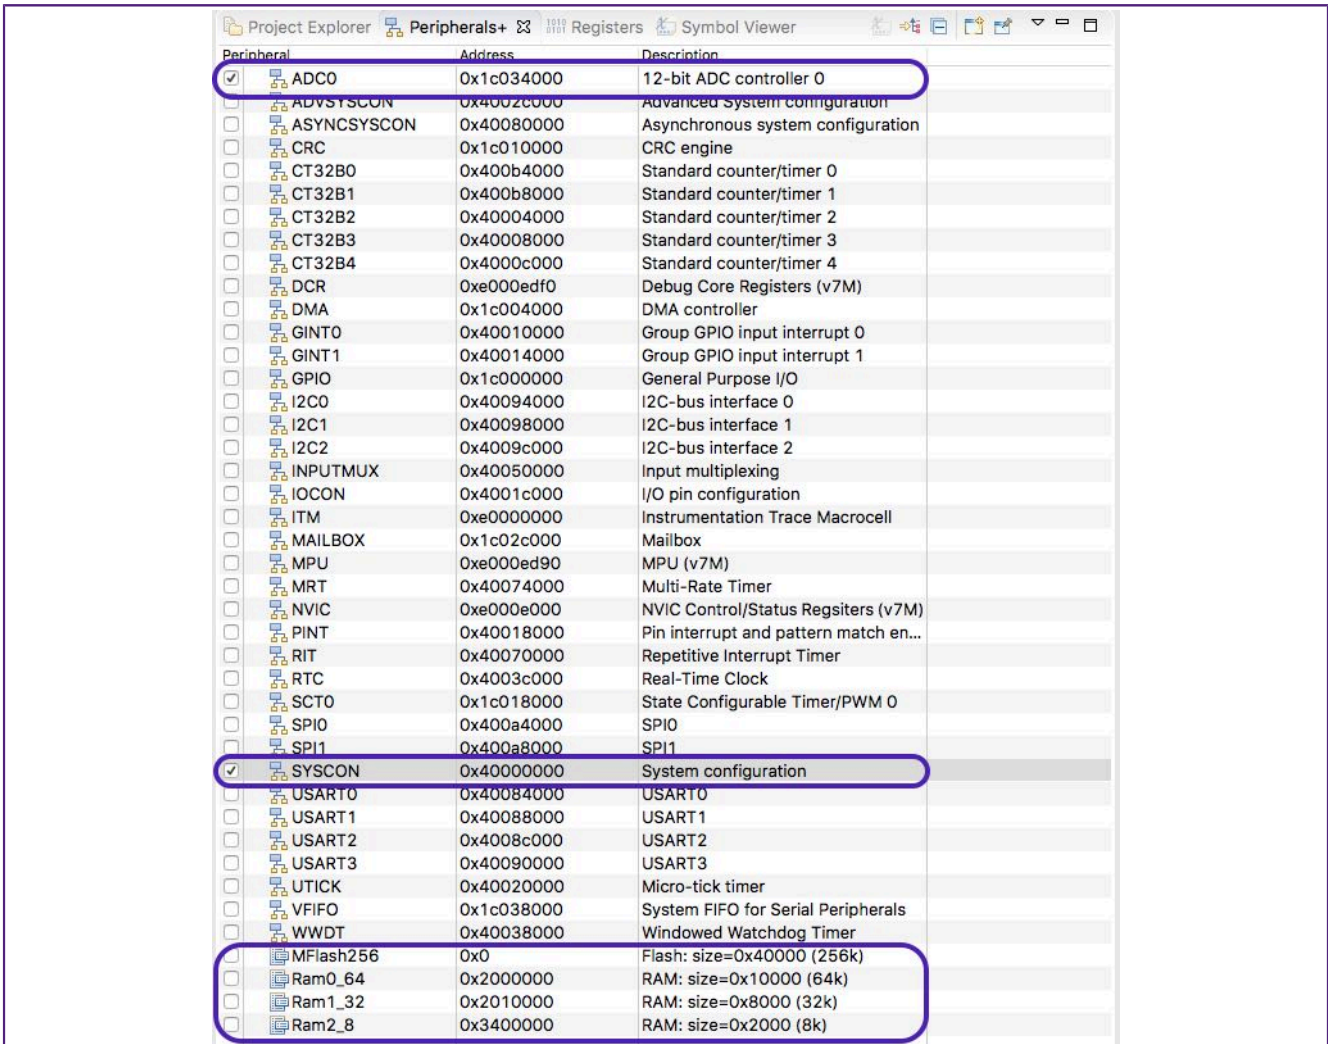 Project Explorer Peripherals+ Registers Symbol Viewer
Peripheral Address Description
ADC0 0x1c034000 12-bit ADC controller 0
ADVSYSCON 0x4002c000 Advanced System configuration
ASYNCSYSCON 0x40080000 Asynchronous system configuration
CRC 0x1c010000 CRC engine
CT32B0 0x400b4000 Standard counter/timer 0
CT32B1 0x400b8000 Standard counter/timer 1
CT32B2 0x40004000 Standard counter/timer 2
CT32B3 0x40008000 Standard counter/timer 3
CT32B4 0x4000c000 Standard counter/timer 4
DCR 0xe000edf0 Debug Core Registers (v7M)
DMA 0x1c004000 DMA controller
GINT0 0x40010000 Group GPIO input interrupt 0
GINT1 0x40014000 Group GPIO input interrupt 1
GPIO 0x1c000000 General Purpose I/O
I2C0 0x40094000 I2C-bus interface 0
I2C1 0x40098000 I2C-bus interface 1
I2C2 0x4009c000 I2C-bus interface 2
INPUTMUX 0x40050000 Input multiplexing
IOCON 0x4001c000 I/O pin configuration
ITM 0xe0000000 Instrumentation Trace Macrocell
MAILBOX 0x1c02c000 Mailbox
MPU 0xe000ed90 MPU (v7M)
MRT 0x40074000 Multi-Rate Timer
NVIC 0xe000e000 NVIC Control/Status Regsiters (v7M)
PINT 0x40018000 Pin interrupt and pattern match en...
RIT 0x40070000 Repetitive Interrupt Timer
RTC 0x4003c000 Real-Time Clock
SCT0 0x1c018000 State Configurable Timer/PWM 0
SPI0 0x400a4000 SPI0
SPI1 0x400a8000 SPI1
SYSCON 0x40000000 System configuration
USART0 0x40084000 USART0
USART1 0x40088000 USART1
USART2 0x4008c000 USART2
USART3 0x40090000 USART3
UTICK 0x40020000 Micro-tick timer
VFIFO 0x1c038000 System FIFO for Serial Peripherals
WWDT 0x40038000 Windowed Watchdog Timer
MFlash256 0x0 Flash: size=0x40000 (256k)
Ram0_64 0x2000000 RAM: size=0x10000 (64k)
Ram1_32 0x2010000 RAM: size=0x8000 (32k)
Ram2_8 0x3400000 RAM: size=0x2000 (8k)